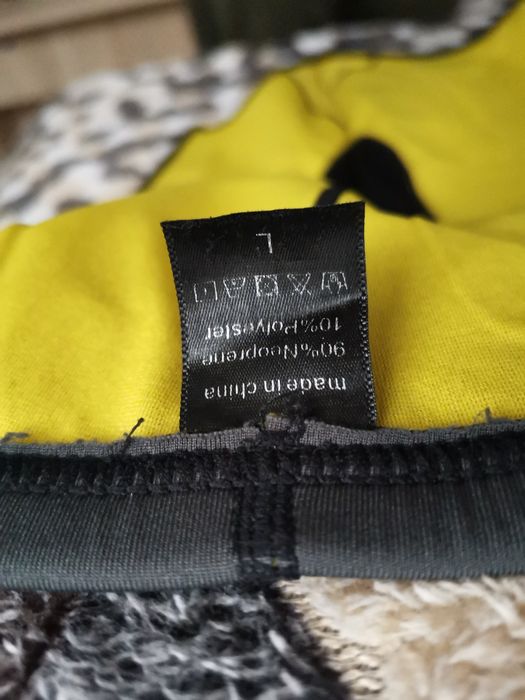 made in china
90%Neoprene
10%Polyester
L